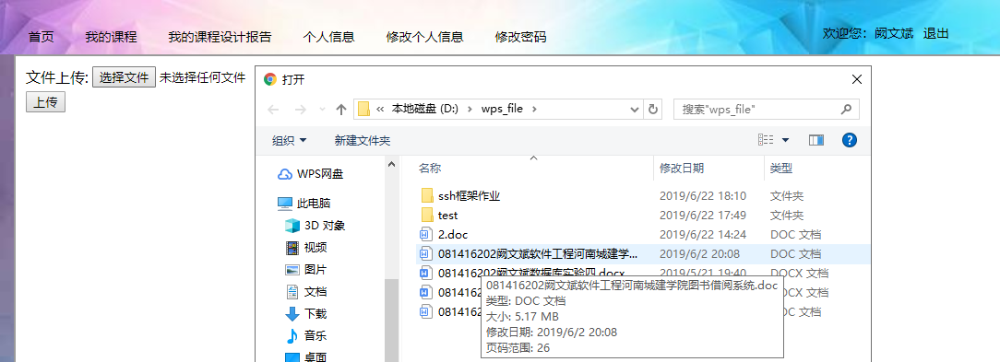 首页 我的课程 我的课程设计报告 个人信息 修改个人信息 修改密码 欢迎您: 阙文斌 退出
文件上传: 选择文件 未选择任何文件
上传
打开
« 本地磁盘 (D:) › wps_file › 搜索"wps_file"
组织 新建文件夹
名称 修改日期 类型
WPS网盘
此电脑
3D 对象
视频
图片
文档
下载
音乐
桌面
ssh框架作业 2019/6/22 18:10 文件夹
test 2019/6/22 17:49 文件夹
2.doc 2019/6/22 14:24 DOC 文档
081416202阙文斌软件工程河南城建学... 2019/6/2 20:08 DOC 文档
081416202阙文斌数据库实验四.docx 2019/5/21 19:40 DOCX 文档
0814162 DOCX 文档
0814162 DOC 文档
081416202阙文斌软件工程河南城建学院图书借阅系统.doc
类型: DOC 文档
大小: 5.17 MB
修改日期: 2019/6/2 20:08
页码范围: 26